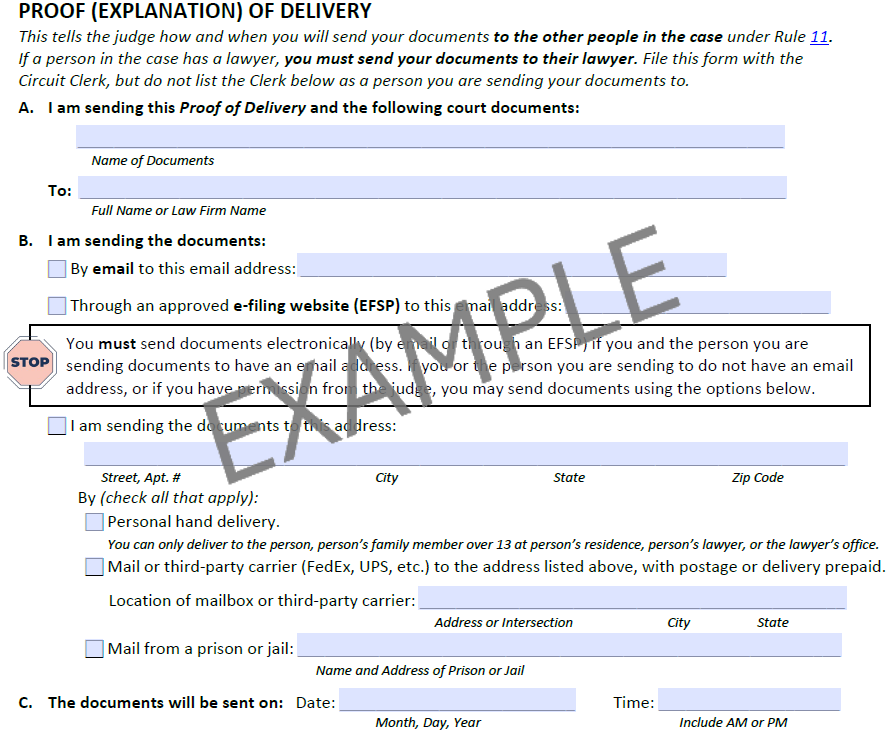 PROOF (EXPLANATION) OF DELIVERY
This tells the judge how and when you will send your documents to the other people in the case under Rule 11.
If a person in the case has a lawyer, you must send your documents to their lawyer. File this form with the
Circuit Clerk, but do not list the Clerk below as a person you are sending your documents to.
A. I am sending this Proof of Delivery and the following court documents:
Name of Documents
To:
Full Name or Law Firm Name
B. I am sending the documents:
By email to this email address:
Through an approved e-filing website (EFSP) to this email address:
STOP
You must send documents electronically (by email or through an EFSP) if you and the person you are
sending documents to have an email address. If you or the person you are sending to do not have an email
address, or if you have permission from the judge, you may send documents using the options below.
EXAMPLE
I am sending the documents to this address:
Street, Apt. # City State Zip Code
By (check all that apply):
Personal hand delivery.
You can only deliver to the person, person's family member over 13 at person's residence, person's lawyer, or the lawyer's office.
Mail or third-party carrier (FedEx, UPS, etc.) to the address listed above, with postage or delivery prepaid.
Location of mailbox or third-party carrier:
Address or Intersection City State
Mail from a prison or jail:
Name and Address of Prison or Jail
C. The documents will be sent on: Date: Time:
Month, Day, Year Include AM or PM